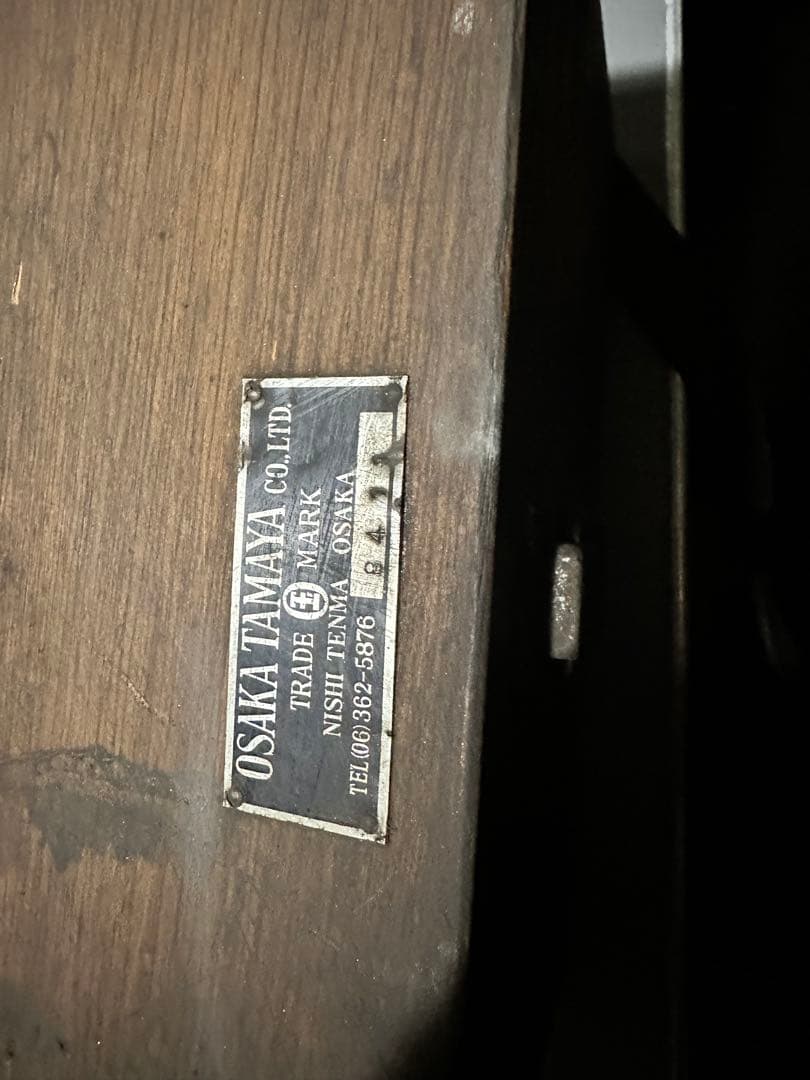 OSAKA TAMAYA CO.,LTD.
TRADE MARK
NISHI TENMA OSAKA
TEL(06)362-5876